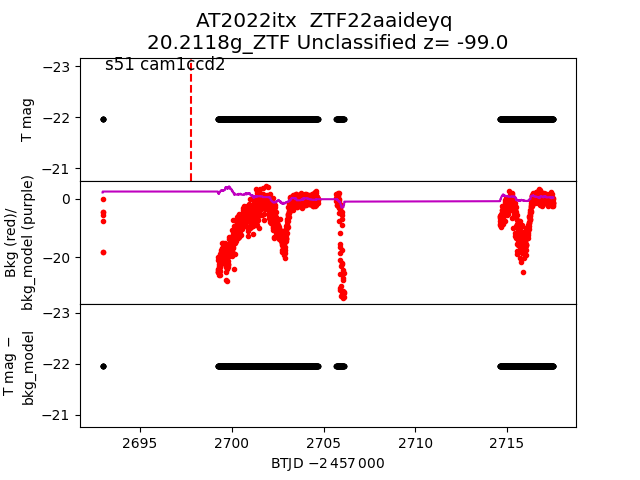 AT2022itx  ZTF22aaideyq
20.2118g_ZTF Unclassified z= -99.0
s51 cam1ccd2
−23
−22
−21
T mag
0
−20
Bkg (red)/
bkg_model (purple)
−23
−22
−21
T mag −
bkg_model
2695
2700
2705
2710
2715
BTJD −2 457 000